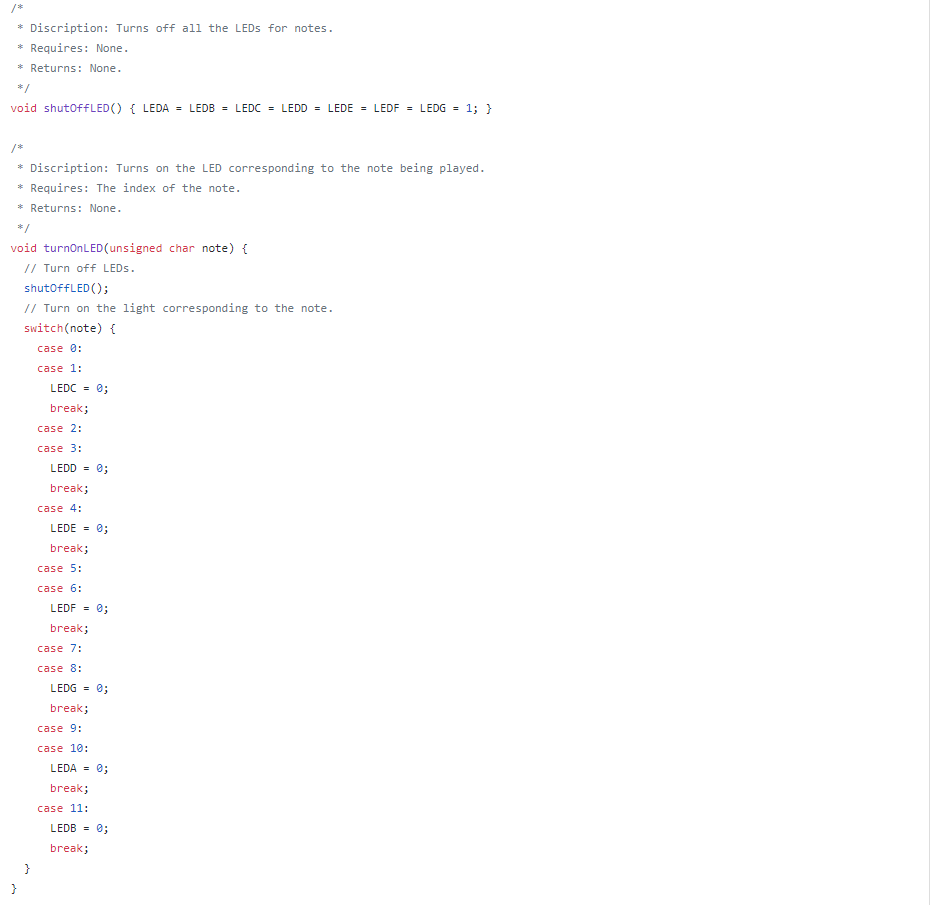 /*
 * Discription: Turns off all the LEDs for notes.
 * Requires: None.
 * Returns: None.
 */
void shutOffLED() { LEDA = LEDB = LEDC = LEDD = LEDE = LEDF = LEDG = 1; }

/*
 * Discription: Turns on the LED corresponding to the note being played.
 * Requires: The index of the note.
 * Returns: None.
 */
void turnOnLED(unsigned char note) {
  // Turn off LEDs.
  shutOffLED();
  // Turn on the light corresponding to the note.
  switch(note) {
    case 0:
    case 1:
      LEDC = 0;
      break;
    case 2:
    case 3:
      LEDD = 0;
      break;
    case 4:
      LEDE = 0;
      break;
    case 5:
    case 6:
      LEDF = 0;
      break;
    case 7:
    case 8:
      LEDG = 0;
      break;
    case 9:
    case 10:
      LEDA = 0;
      break;
    case 11:
      LEDB = 0;
      break;
  }
}